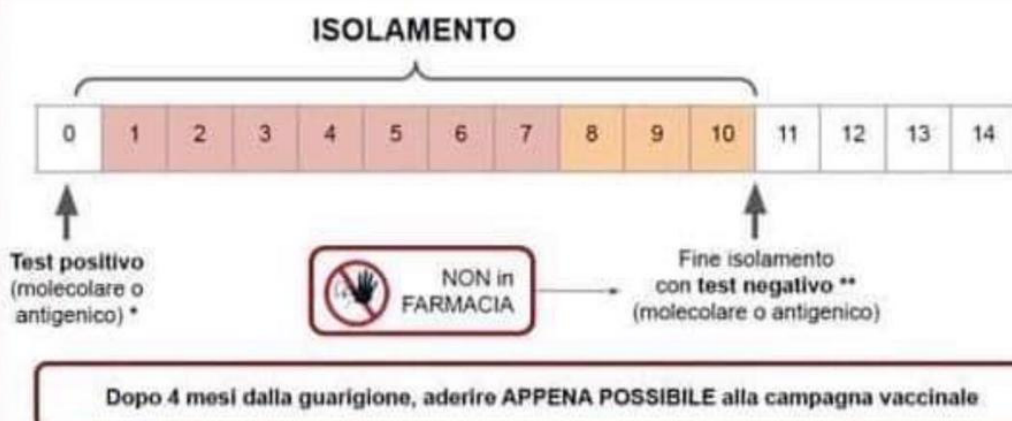 ISOLAMENTO
0 1 2 3 4 5 6 7 8 9 10 11 12 13 14
Test positivo
(molecolare o
antigenico) *
NON in
FARMACIA
Fine isolamento
con test negativo **
(molecolare o antigenico)
Dopo 4 mesi dalla guarigione, aderire APPENA POSSIBILE alla campagna vaccinale